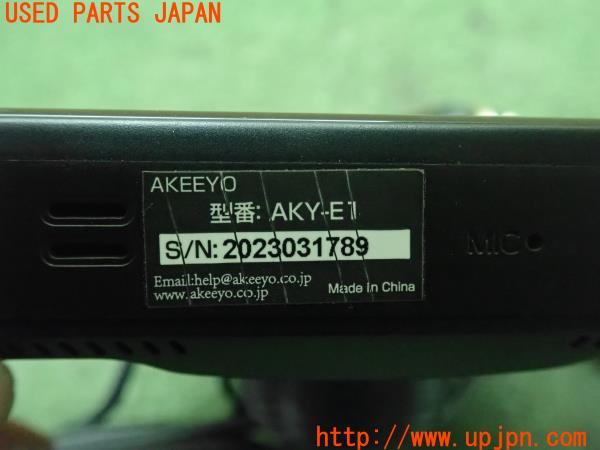 USED PARTS JAPAN
AKEEYO
型番: AKY-E1
S/N: 2023031789
MIC
Email:help@akeeyo.co.jp
www.akeeyo.co.jp
Made in China
http://www.upjpn.com